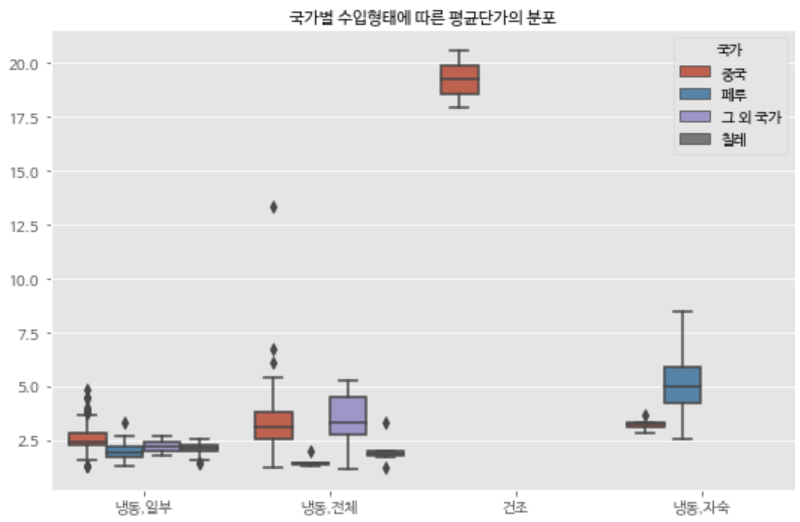 국가별 수입형태에 따른 평균단가의 분포
국가
중국
페루
그 외 국가
칠레
20.0
17.5
15.0
12.5
10.0
7.5
5.0
2.5
냉동,일부
냉동,전체
건조
냉동,자숙